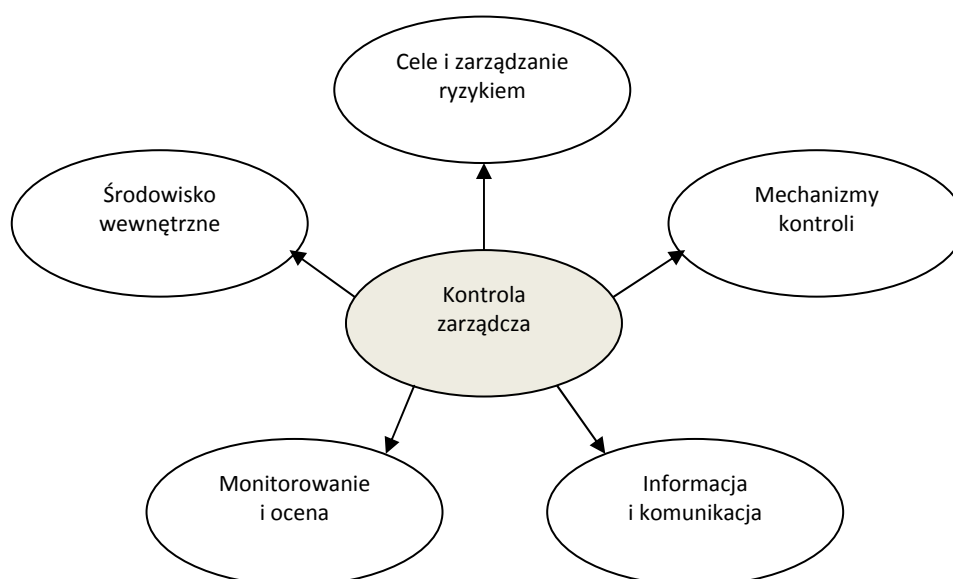 Cele i zarządzanie
ryzykiem
Środowisko
wewnętrzne
Mechanizmy
kontroli
Kontrola
zarządcza
Monitorowanie
i ocena
Informacja
i komunikacja